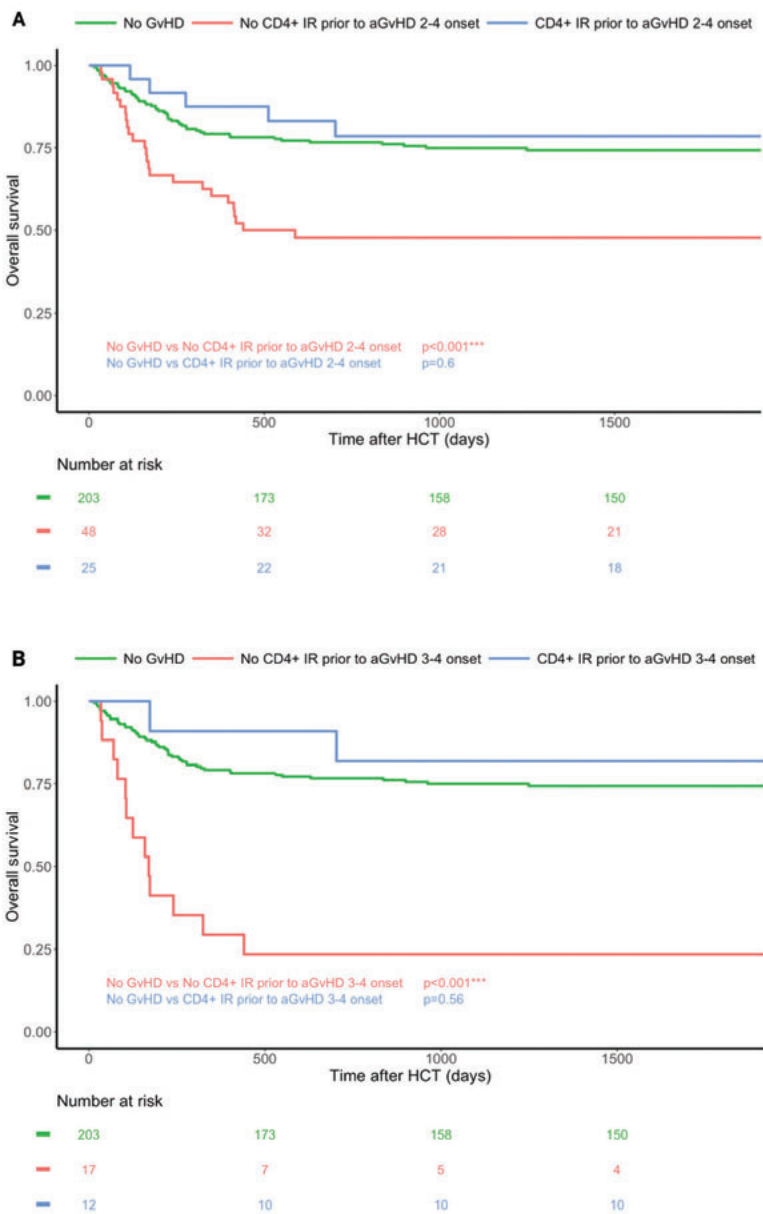 A
No GvHD No CD4+ IR prior to aGvHD 2-4 onset CD4+ IR prior to aGvHD 2-4 onset
1.00
0.75
0.50
0.25
0.00
Overall survival
No GvHD vs No CD4+ IR prior to aGvHD 2-4 onset p<0.001***
No GvHD vs CD4+ IR prior to aGvHD 2-4 onset p=0.6
0 500 1000 1500
Time after HCT (days)
Number at risk
203 173 158 150
48 32 28 21
25 22 21 18
B
No GvHD No CD4+ IR prior to aGvHD 3-4 onset CD4+ IR prior to aGvHD 3-4 onset
1.00
0.75
0.50
0.25
0.00
Overall survival
No GvHD vs No CD4+ IR prior to aGvHD 3-4 onset p<0.001***
No GvHD vs CD4+ IR prior to aGvHD 3-4 onset p=0.56
0 500 1000 1500
Time after HCT (days)
Number at risk
203 173 158 150
17 7 5 4
12 10 10 10